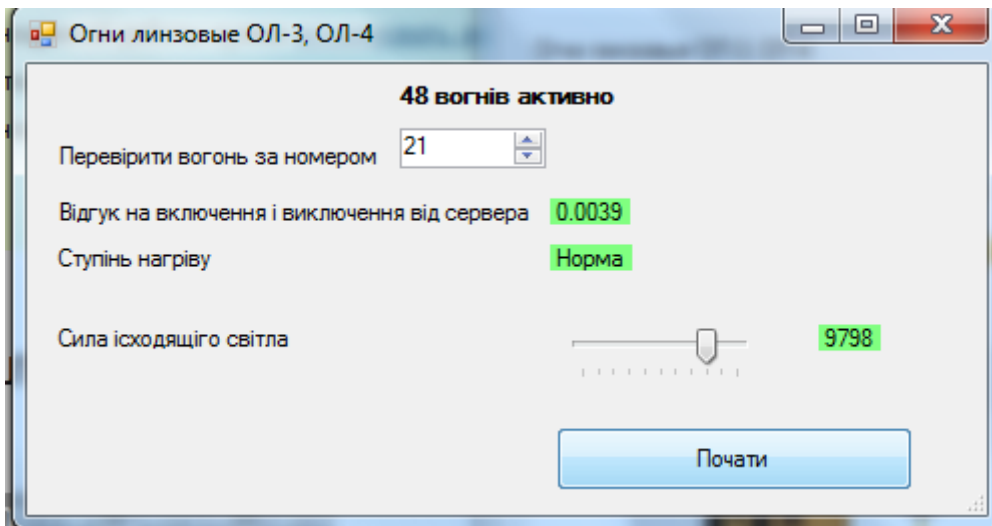 Огни линзовые ОЛ-3, ОЛ-4
48 вогнів активно
Перевірити вогонь за номером 21
Відгук на включення і виключення від сервера 0.0039
Ступінь нагріву Норма
Сила ісходящіго світла 9798
Почати